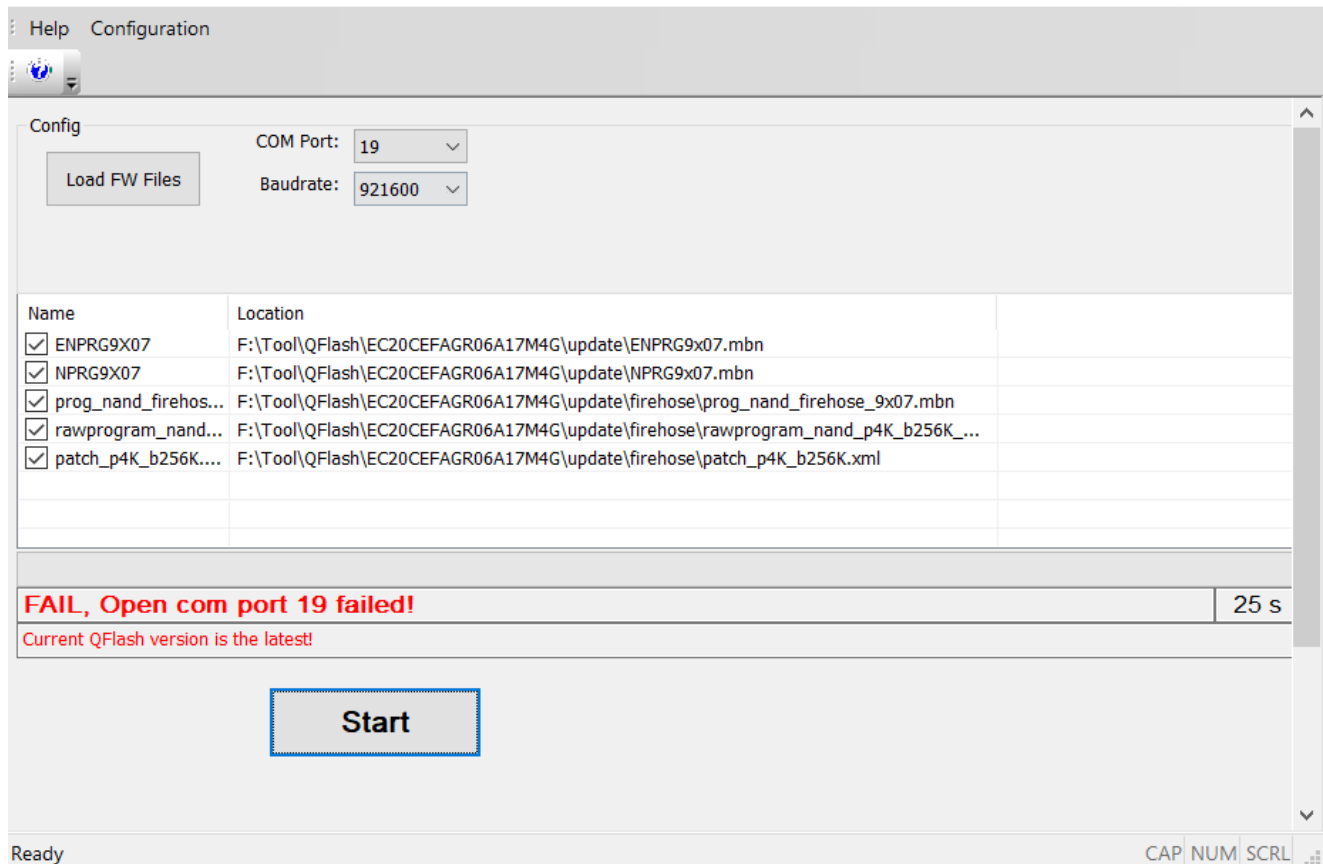 Help Configuration
Config
COM Port: 19
Load FW Files
Baudrate: 921600
Name Location
ENPRG9X07 F:\Tool\QFlash\EC20CEFAGR06A17M4G\update\ENPRG9x07.mbn
NPRG9X07 F:\Tool\QFlash\EC20CEFAGR06A17M4G\update\NPRG9x07.mbn
prog_nand_firehos... F:\Tool\QFlash\EC20CEFAGR06A17M4G\update\firehose\prog_nand_firehose_9x07.mbn
rawprogram_nand... F:\Tool\QFlash\EC20CEFAGR06A17M4G\update\firehose\rawprogram_nand_p4K_b256K_...
patch_p4K_b256K.... F:\Tool\QFlash\EC20CEFAGR06A17M4G\update\firehose\patch_p4K_b256K.xml
FAIL, Open com port 19 failed! 25 s
Current QFlash version is the latest!
Start
Ready CAP NUM SCRL